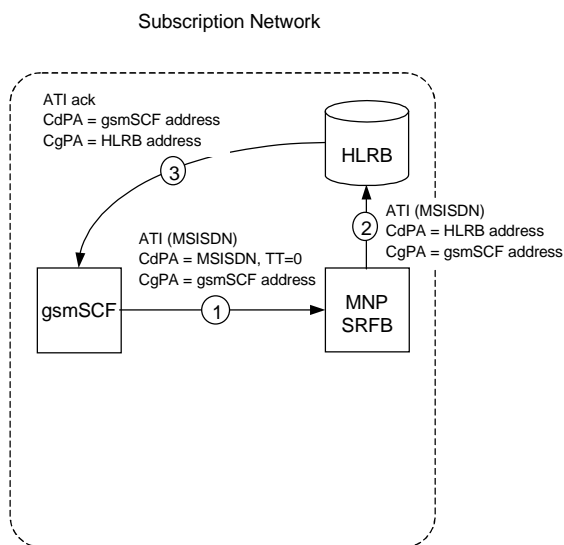 Subscription Network
ATI ack
CdPA = gsmSCF address
CgPA = HLRB address
HLRB
3
ATI (MSISDN)
CdPA = HLRB address
CgPA = gsmSCF address
2
ATI (MSISDN)
CdPA = MSISDN, TT=0
CgPA = gsmSCF address
gsmSCF
1
MNP
SRFB